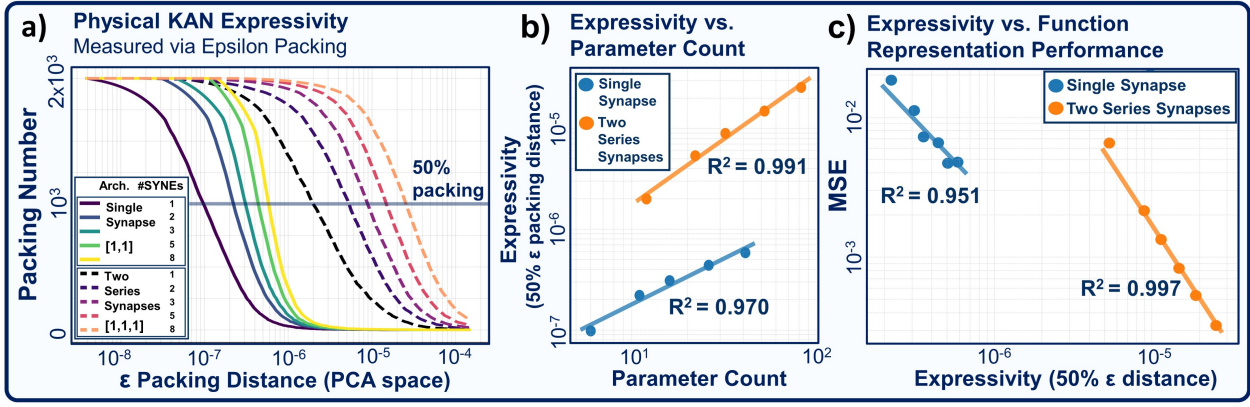 a)
Physical KAN Expressivity
Measured via Epsilon Packing
Packing Number
2x10³
10³
0
50%
packing
Arch. #SYNEs
Single 1
Synapse 2
3
[1,1] 5
8
Two 1
Series 2
Synapses 3
5
[1,1,1] 8
10⁻⁸ 10⁻⁷ 10⁻⁶ 10⁻⁵ 10⁻⁴
ε Packing Distance (PCA space)
b)
Expressivity vs.
Parameter Count
Expressivity
(50% ε packing distance)
10⁻⁵
10⁻⁶
10⁻⁷
Single
Synapse
Two
Series
Synapses
R² = 0.991
R² = 0.970
10¹ 10²
Parameter Count
c)
Expressivity vs. Function
Representation Performance
MSE
10⁻²
10⁻³
Single Synapse
Two Series Synapses
R² = 0.951
R² = 0.997
10⁻⁶ 10⁻⁵
Expressivity (50% ε distance)